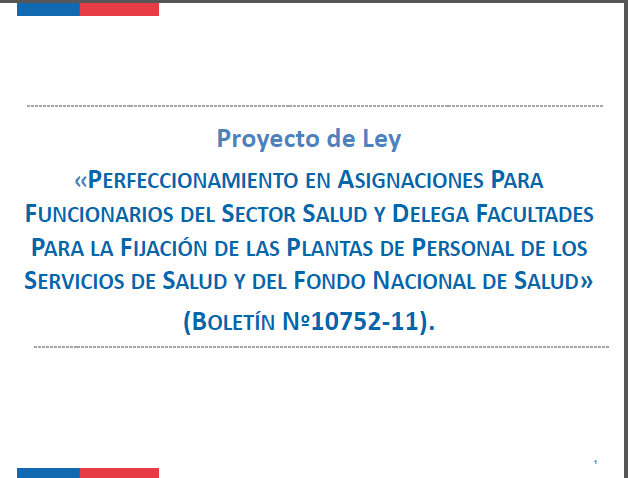 Proyecto de Ley
«PERFECCIONAMIENTO EN ASIGNACIONES PARA
FUNCIONARIOS DEL SECTOR SALUD Y DELEGA FACULTADES
PARA LA FIJACIÓN DE LAS PLANTAS DE PERSONAL DE LOS
SERVICIOS DE SALUD Y DEL FONDO NACIONAL DE SALUD»
(BOLETÍN Nº10752-11).
1